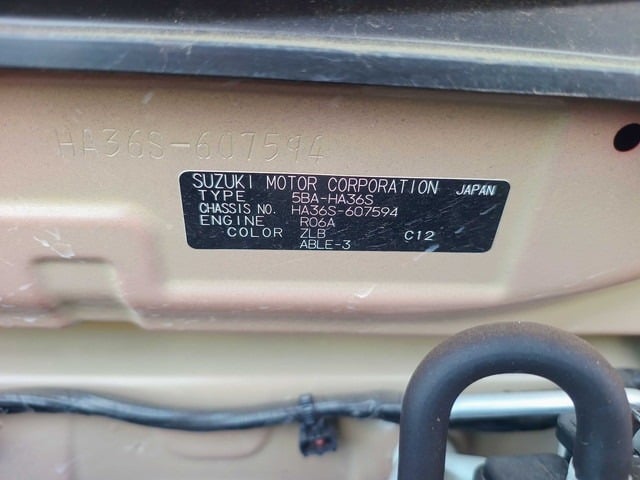 HA36S-607594
SUZUKI MOTOR CORPORATION JAPAN
TYPE 5BA-HA36S
CHASSIS NO. HA36S-607594
ENGINE R06A
COLOR ZLB C12
ABLE-3